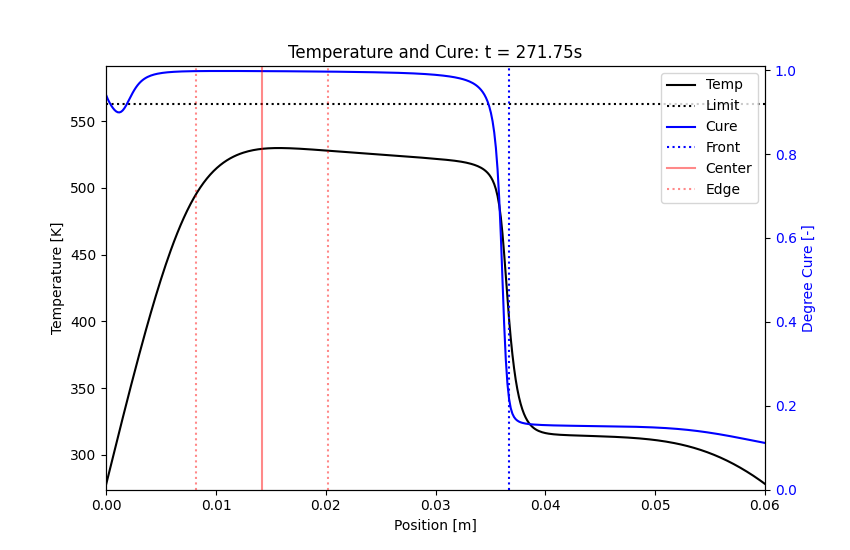 Temperature and Cure: t = 271.75s
Temperature [K]
550
500
450
400
350
300
0.00
0.01
0.02
0.03
0.04
0.05
0.06
Position [m]
1.0
0.8
0.6
0.4
0.2
0.0
Degree Cure [-]
Temp
Limit
Cure
Front
Center
Edge